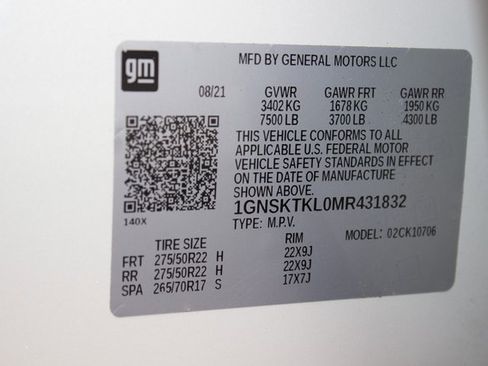 gm
MFD BY GENERAL MOTORS LLC
08/21 GVWR GAWR FRT GAWR RR
3402 KG 1678 KG 1950 KG
7500 LB 3700 LB 4300 LB
THIS VEHICLE CONFORMS TO ALL
APPLICABLE U.S. FEDERAL MOTOR
VEHICLE SAFETY STANDARDS IN EFFECT
ON THE DATE OF MANUFACTURE
SHOWN ABOVE.
1GNSKTKL0MR431832
140X TYPE: M.P.V. MODEL: 02CK10706
TIRE SIZE RIM
FRT 275/50R22 H 22X9J
RR 275/50R22 H 22X9J
SPA 265/70R17 S 17X7J